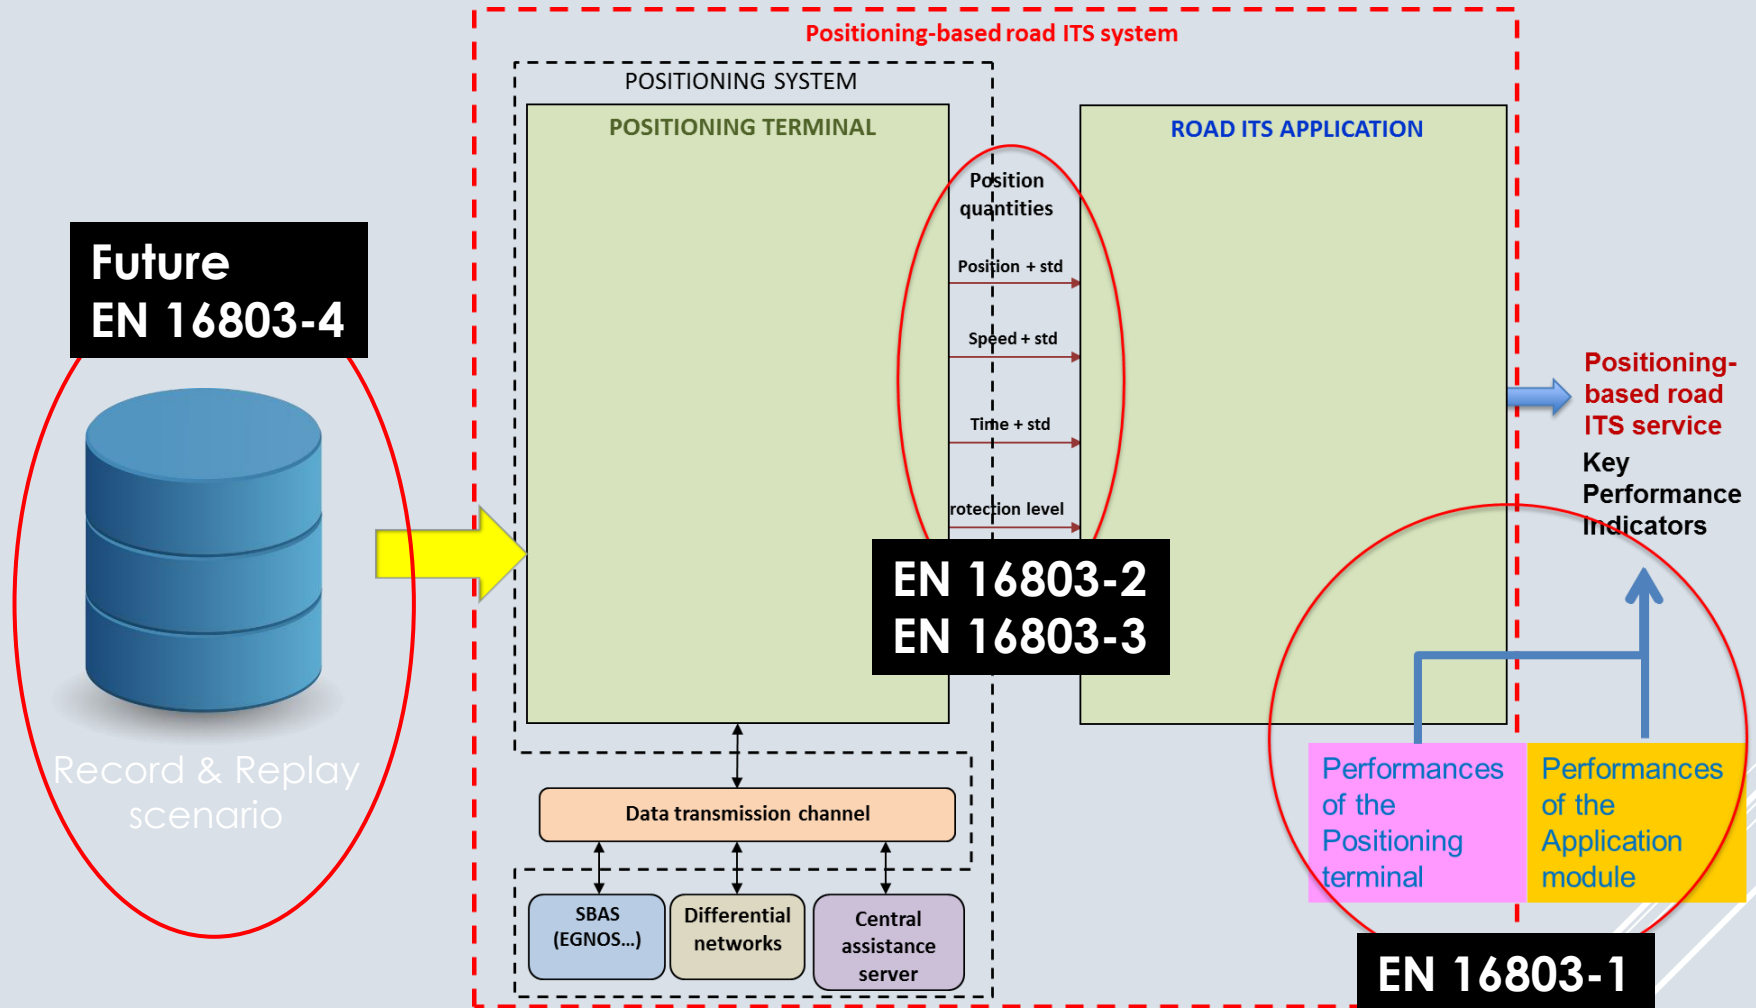 Positioning-based road ITS system
POSITIONING SYSTEM
POSITIONING TERMINAL
ROAD ITS APPLICATION
Position
quantities
Position + std
Speed + std
Time + std
rotection level
Future
EN 16803-4
Record & Replay
scenario
EN 16803-2
EN 16803-3
Positioning-
based road
ITS service
Key
Performance
Indicators
Performances
of the
Positioning
terminal
Performances
of the
Application
module
EN 16803-1
Data transmission channel
SBAS
(EGNOS...)
Differential
networks
Central
assistance
server